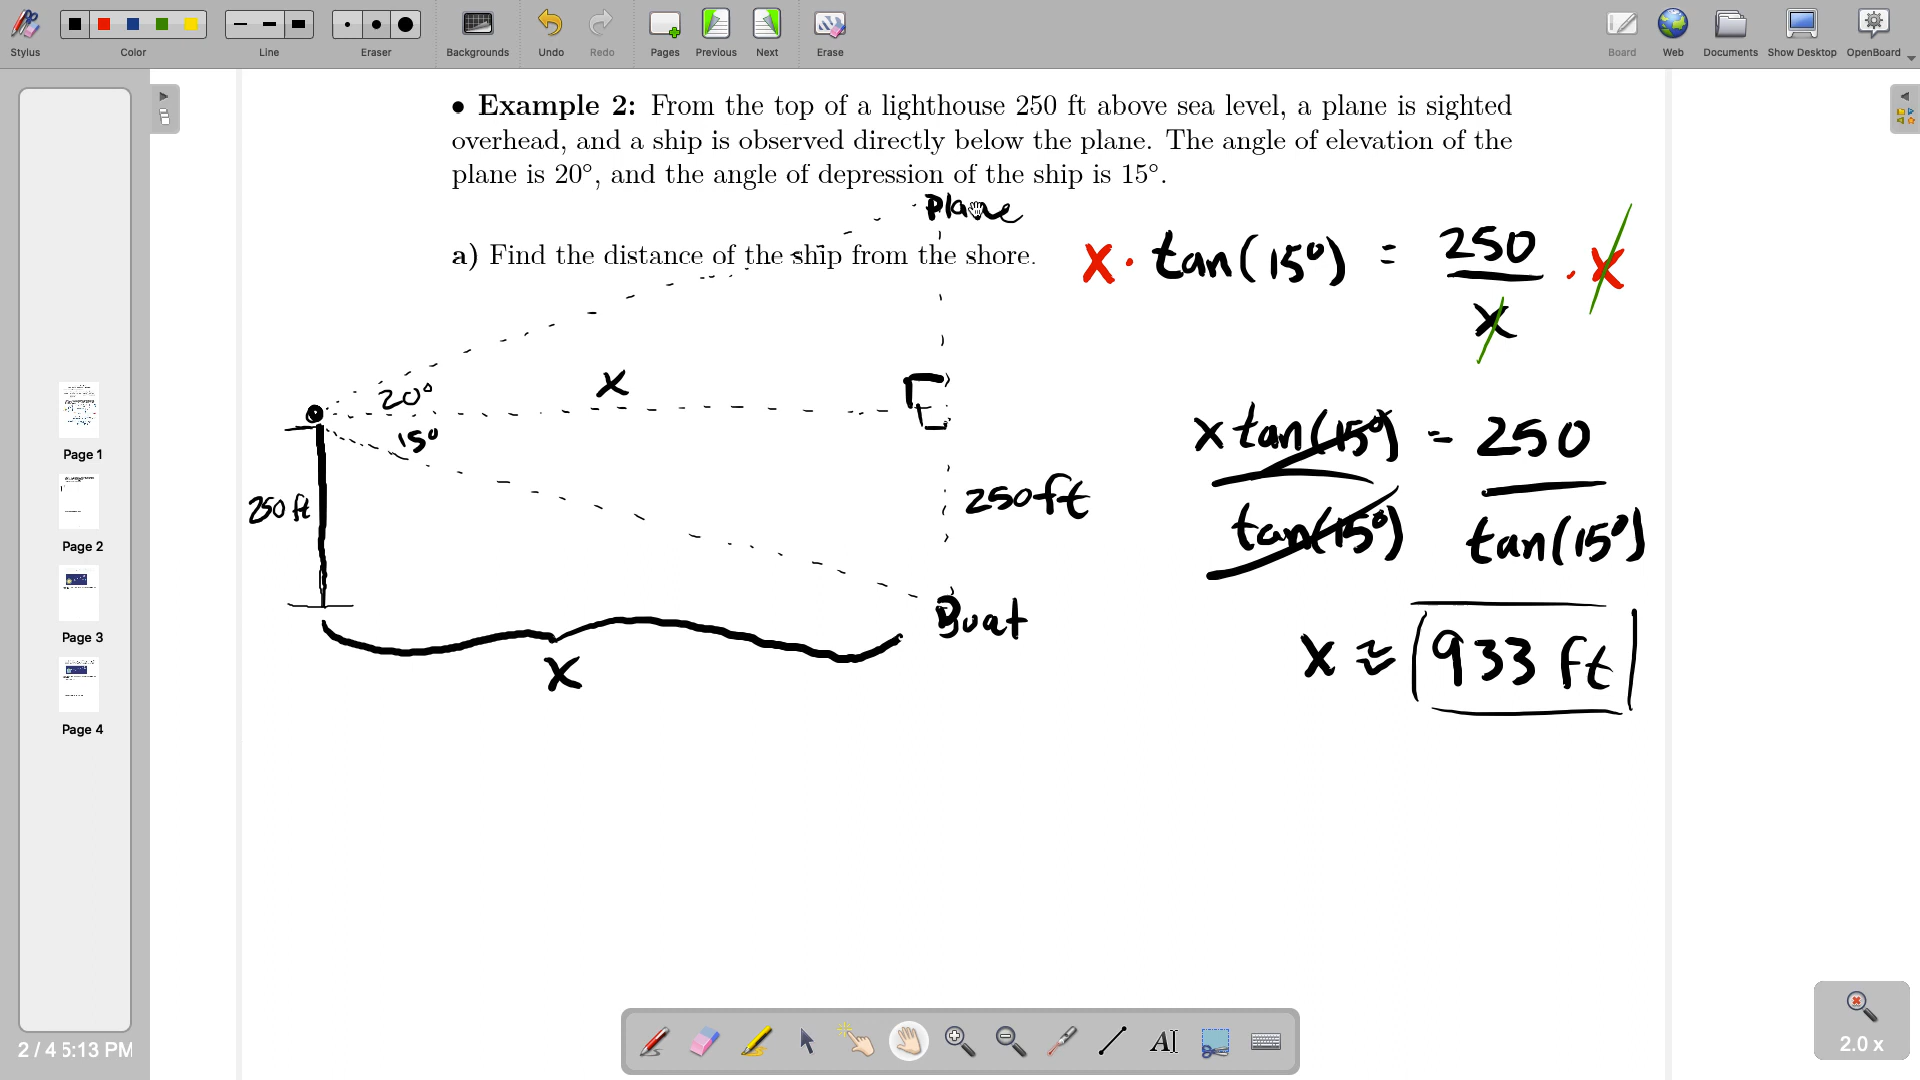 Stylus
Color
Line
Eraser
Backgrounds
Undo
Redo
Pages
Previous
Next
Erase
Board
Web
Documents
Show Desktop
OpenBoard
• Example 2: From the top of a lighthouse 250 ft above sea level, a plane is sighted
overhead, and a ship is observed directly below the plane. The angle of elevation of the
plane is 20°, and the angle of depression of the ship is 15°.
Plane
a) Find the distance of the ship from the shore.
x · tan(15°) = 250 / x · x
20°
x
15°
250 ft
250ft
x tan(15°) = 250
tan(15°) tan(15°)
Boat
x
x ≈ 933 ft
Page 1
Page 2
Page 3
Page 4
2 / 4 5:13 PM
AI
2.0 x